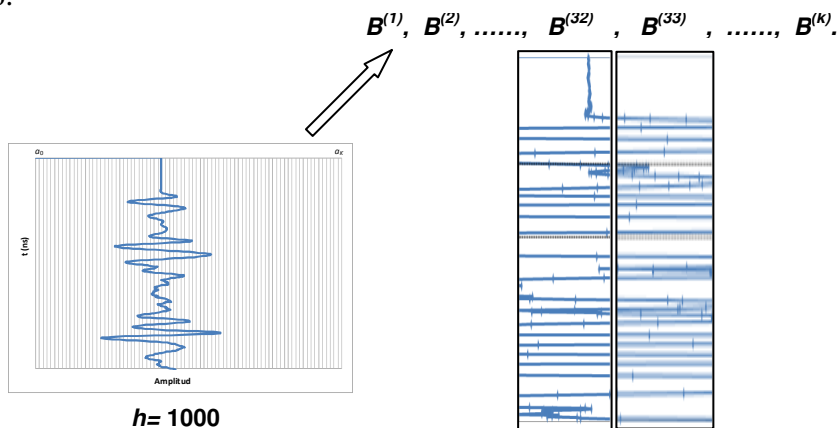 B(1), B(2), ……, B(32) , B(33) , ……, B(k).
a0 aK
t (ns)
Amplitud
h= 1000